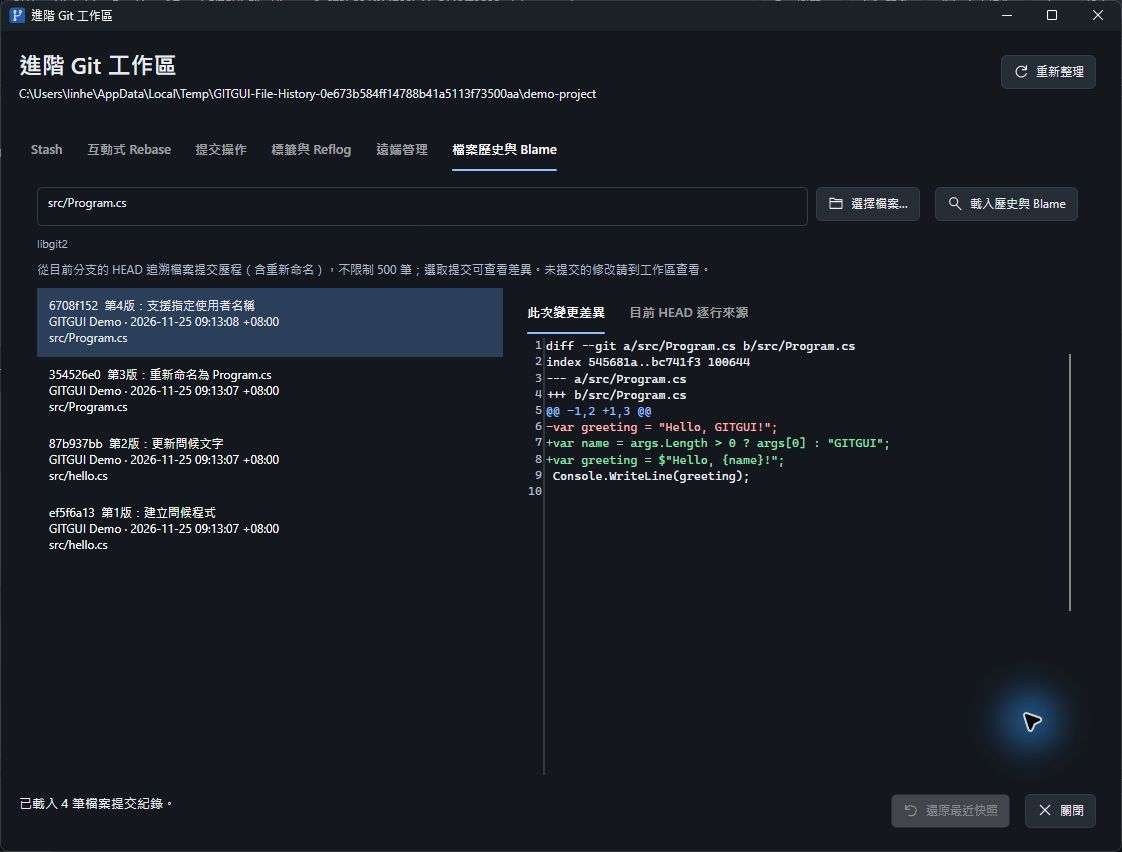 進階 Git 工作區
進階 Git 工作區
重新整理
C:\Users\linhe\AppData\Local\Temp\GITGUI-File-History-0e673b584ff14788b41a5113f73500aa\demo-project
Stash 互動式 Rebase 提交操作 標籤與 Reflog 遠端管理 檔案歷史與 Blame
src/Program.cs
選擇檔案...
載入歷史與 Blame
libgit2
從目前分支的 HEAD 追溯檔案提交歷程（含重新命名），不限制 500 筆；選取提交可查看差異。未提交的修改請到工作區查看。
6708f152 第4版：支援指定使用者名稱
GITGUI Demo · 2026-11-25 09:13:08 +08:00
src/Program.cs
354526e0 第3版：重新命名為 Program.cs
GITGUI Demo · 2026-11-25 09:13:07 +08:00
src/Program.cs
87b937bb 第2版：更新問候文字
GITGUI Demo · 2026-11-25 09:13:07 +08:00
src/hello.cs
ef5f6a13 第1版：建立問候程式
GITGUI Demo · 2026-11-25 09:13:07 +08:00
src/hello.cs
此次變更差異 目前 HEAD 逐行來源
1 diff --git a/src/Program.cs b/src/Program.cs
2 index 545681a..bc741f3 100644
3 --- a/src/Program.cs
4 +++ b/src/Program.cs
5 @@ -1,2 +1,3 @@
6 -var greeting = "Hello, GITGUI!";
7 +var name = args.Length > 0 ? args[0] : "GITGUI";
8 +var greeting = $"Hello, {name}!";
9 Console.WriteLine(greeting);
10
已載入 4 筆檔案提交紀錄。
還原最近快照
關閉